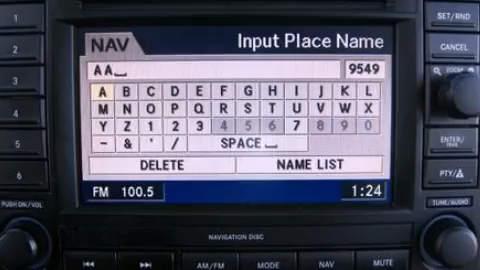 1
2
3
4
5
6
PUSH ON/VOL
NAV
Input Place Name
AA_
9549
A B C D E F G H I J K L
M N O P Q R S T U V W X
Y Z 1 2 3 4 5 6 7 8 9 0
- & ' / SPACE _
DELETE NAME LIST
FM 100.5 1:24
NAVIGATION DISC
AM/FM MODE NAV MUTE
SET/RND
CANCEL
ZOOM
ENTER/
PTY/
TUNE/AUDIO